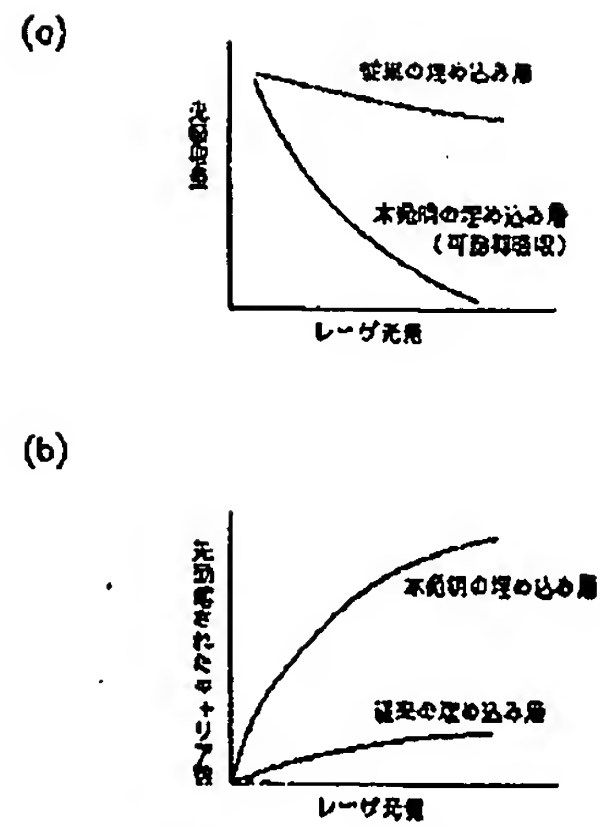 (a)
従来の埋め込み層
本発明の埋め込み層
(可飽和吸収)
レーザ光量
(b)
光励起されたキャリア数
本発明の埋め込み層
従来の埋め込み層
レーザ光量